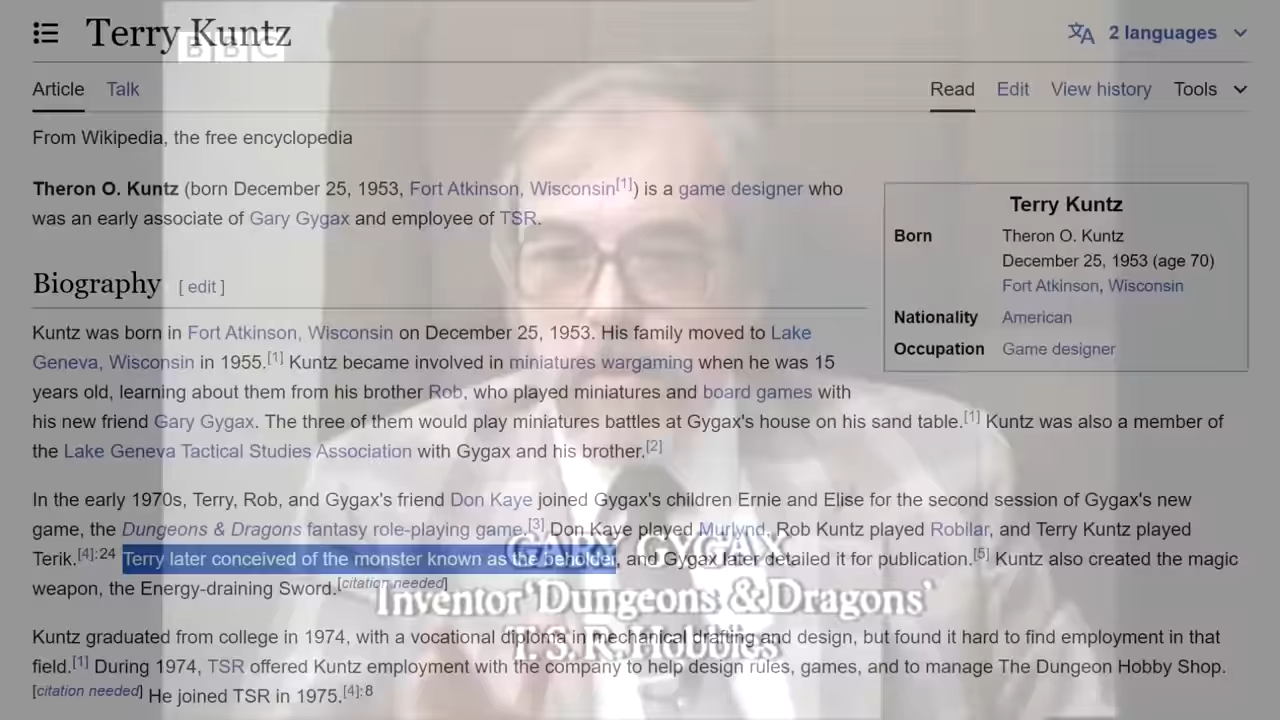 Terry Kuntz
BBC
2 languages
Article Talk
Read Edit View history Tools
From Wikipedia, the free encyclopedia
Theron O. Kuntz (born December 25, 1953, Fort Atkinson, Wisconsin[1]) is a game designer who
was an early associate of Gary Gygax and employee of TSR.
Terry Kuntz
Born Theron O. Kuntz
December 25, 1953 (age 70)
Fort Atkinson, Wisconsin
Nationality American
Occupation Game designer
Biography [ edit ]
Kuntz was born in Fort Atkinson, Wisconsin on December 25, 1953. His family moved to Lake
Geneva, Wisconsin in 1955.[1] Kuntz became involved in miniatures wargaming when he was 15
years old, learning about them from his brother Rob, who played miniatures and board games with
his new friend Gary Gygax. The three of them would play miniatures battles at Gygax's house on his sand table.[1] Kuntz was also a member of
the Lake Geneva Tactical Studies Association with Gygax and his brother.[2]
In the early 1970s, Terry, Rob, and Gygax's friend Don Kaye joined Gygax's children Ernie and Elise for the second session of Gygax's new
game, the Dungeons & Dragons fantasy role-playing game.[3] Don Kaye played Murlynd, Rob Kuntz played Robilar, and Terry Kuntz played
Terik.[4]:24 Terry later conceived of the monster known as the beholder, and Gygax later detailed it for publication.[5] Kuntz also created the magic
weapon, the Energy-draining Sword.[citation needed]
GARY GYGAX
Inventor 'Dungeons & Dragons'
T.S.R. Hobbies
Kuntz graduated from college in 1974, with a vocational diploma in mechanical drafting and design, but found it hard to find employment in that
field.[1] During 1974, TSR offered Kuntz employment with the company to help design rules, games, and to manage The Dungeon Hobby Shop.
[citation needed] He joined TSR in 1975.[4]:8